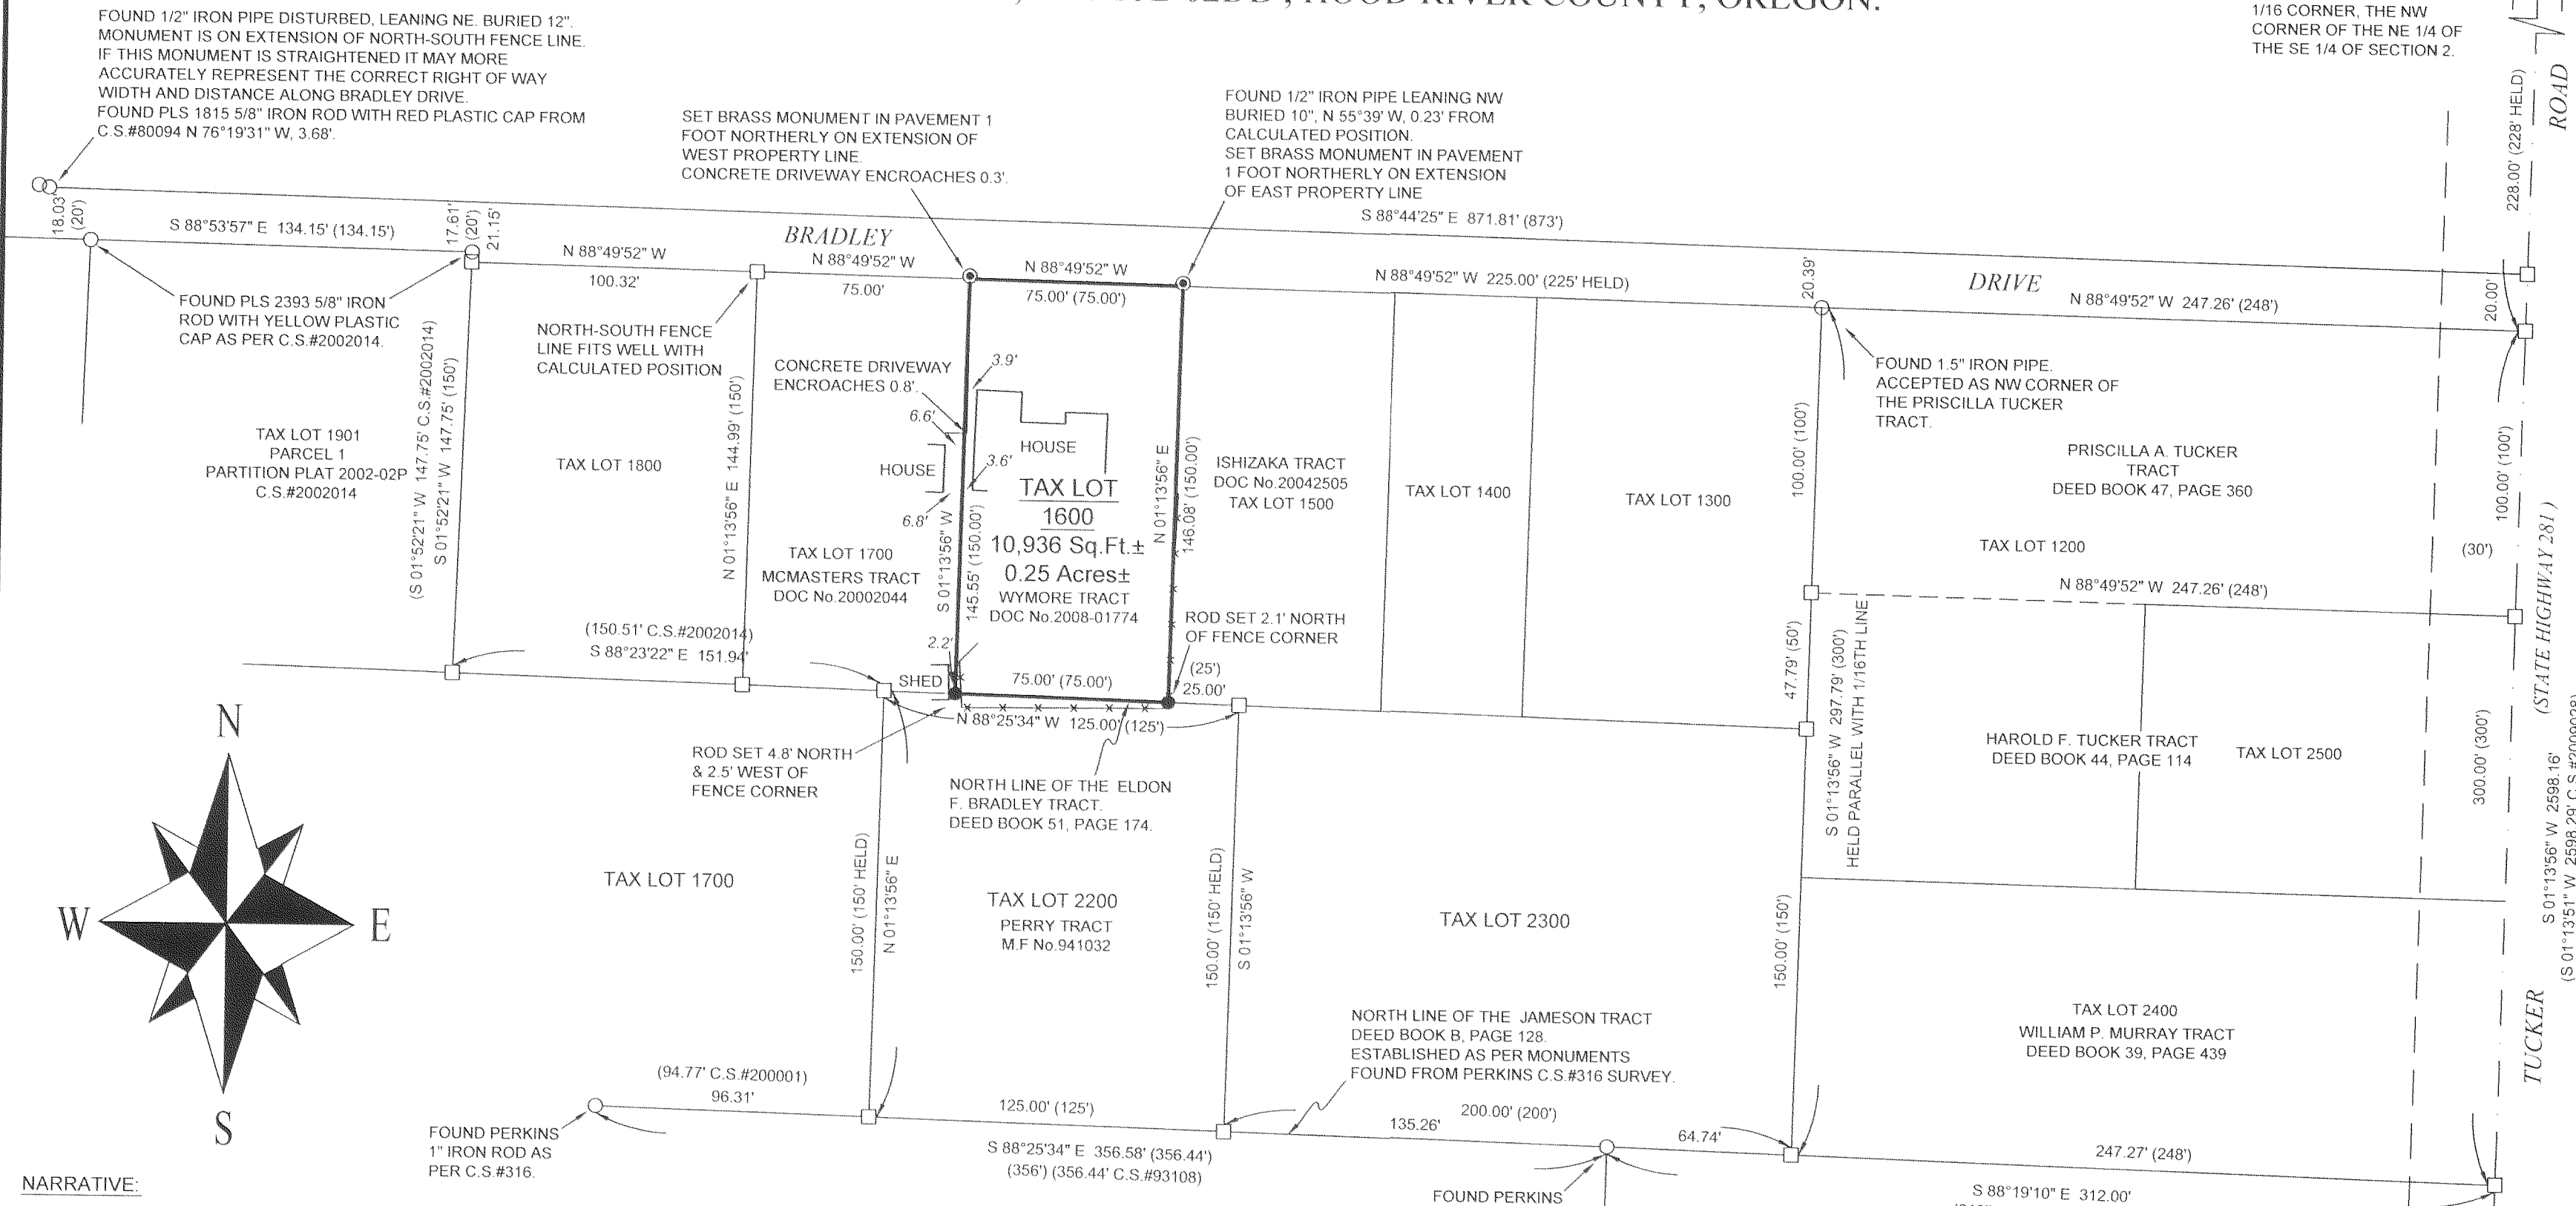 HOOD RIVER COUNTY, OREGON.
FOUND 1/2" IRON PIPE DISTURBED, LEANING NE. BURIED 12".
MONUMENT IS ON EXTENSION OF NORTH-SOUTH FENCE LINE.
IF THIS MONUMENT IS STRAIGHTENED IT MAY MORE
ACCURATELY REPRESENT THE CORRECT RIGHT OF WAY
WIDTH AND DISTANCE ALONG BRADLEY DRIVE.
FOUND PLS 1815 5/8" IRON ROD WITH RED PLASTIC CAP FROM
C.S.#80094 N 76°19'31" W, 3.68'.
SET BRASS MONUMENT IN PAVEMENT 1
FOOT NORTHERLY ON EXTENSION OF
WEST PROPERTY LINE.
CONCRETE DRIVEWAY ENCROACHES 0.3'.
FOUND 1/2" IRON PIPE LEANING NW
BURIED 10", N 55°39' W, 0.23' FROM
CALCULATED POSITION.
SET BRASS MONUMENT IN PAVEMENT
1 FOOT NORTHERLY ON EXTENSION
OF EAST PROPERTY LINE
1/16 CORNER, THE NW
CORNER OF THE NE 1/4 OF
THE SE 1/4 OF SECTION 2.
228.00' (228' HELD)
ROAD
18.03'
(20')
S 88°53'57" E 134.15' (134.15')
17.61'
(20')
21.15'
S 88°44'25" E 871.81' (873')
BRADLEY
DRIVE
N 88°49'52" W
100.32'
N 88°49'52" W
75.00'
N 88°49'52" W
75.00' (75.00')
N 88°49'52" W 225.00' (225' HELD)
20.39'
N 88°49'52" W 247.26' (248')
20.00'
FOUND PLS 2393 5/8" IRON
ROD WITH YELLOW PLASTIC
CAP AS PER C.S.#2002014.
NORTH-SOUTH FENCE
LINE FITS WELL WITH
CALCULATED POSITION
CONCRETE DRIVEWAY
ENCROACHES 0.8'.
3.9'
6.6'
HOUSE
HOUSE
3.6'
6.8'
FOUND 1.5" IRON PIPE.
ACCEPTED AS NW CORNER OF
THE PRISCILLA TUCKER
TRACT.
TAX LOT 1901
PARCEL 1
PARTITION PLAT 2002-02P
C.S.#2002014
(S 01°52'21" W 147.75' C.S.#2002014)
S 01°52'21" W 147.75' (150')
TAX LOT 1800
N 01°13'56" E 144.99' (150')
TAX LOT 1700
MCMASTERS TRACT
DOC No.20002044
S 01°13'56" W
145.55' (150.00')
TAX LOT
1600
10,936 Sq.Ft.±
0.25 Acres±
WYMORE TRACT
DOC No.2008-01774
N 01°13'56" E
146.08' (150.00')
ISHIZAKA TRACT
DOC No.20042505
TAX LOT 1500
TAX LOT 1400
TAX LOT 1300
100.00' (100')
PRISCILLA A. TUCKER
TRACT
DEED BOOK 47, PAGE 360
TAX LOT 1200
100.00' (100')
(30')
(STATE HIGHWAY 281)
N 88°49'52" W 247.26' (248')
(150.51' C.S.#2002014)
S 88°23'22" E 151.94'
2.2'
SHED
75.00' (75.00')
ROD SET 2.1' NORTH
OF FENCE CORNER
(25')
25.00'
N 88°25'34" W 125.00' (125')
47.79' (50')
S 01°13'56" W 297.79' (300')
HELD PARALLEL WITH 1/16TH LINE
HAROLD F. TUCKER TRACT
DEED BOOK 44, PAGE 114
TAX LOT 2500
300.00' (300')
S 01°13'56" W 2598.16'
(S 01°13'51" W 2598.29' C.S.#2009028)
N
W
E
S
ROD SET 4.8' NORTH
& 2.5' WEST OF
FENCE CORNER
NORTH LINE OF THE ELDON
F. BRADLEY TRACT.
DEED BOOK 51, PAGE 174.
TAX LOT 1700
150.00' (150' HELD)
N 01°13'56" E
TAX LOT 2200
PERRY TRACT
M.F No.941032
150.00' (150' HELD)
S 01°13'56" W
TAX LOT 2300
150.00' (150')
TAX LOT 2400
WILLIAM P. MURRAY TRACT
DEED BOOK 39, PAGE 439
TUCKER
NORTH LINE OF THE JAMESON TRACT
DEED BOOK B, PAGE 128.
ESTABLISHED AS PER MONUMENTS
FOUND FROM PERKINS C.S.#316 SURVEY.
(94.77' C.S.#200001)
96.31'
125.00' (125')
200.00' (200')
135.26'
64.74'
247.27' (248')
FOUND PERKINS
1" IRON ROD AS
PER C.S.#316.
S 88°25'34" E 356.58' (356.44')
(356') (356.44' C.S.#93108)
FOUND PERKINS
S 88°19'10" E 312.00'
NARRATIVE: